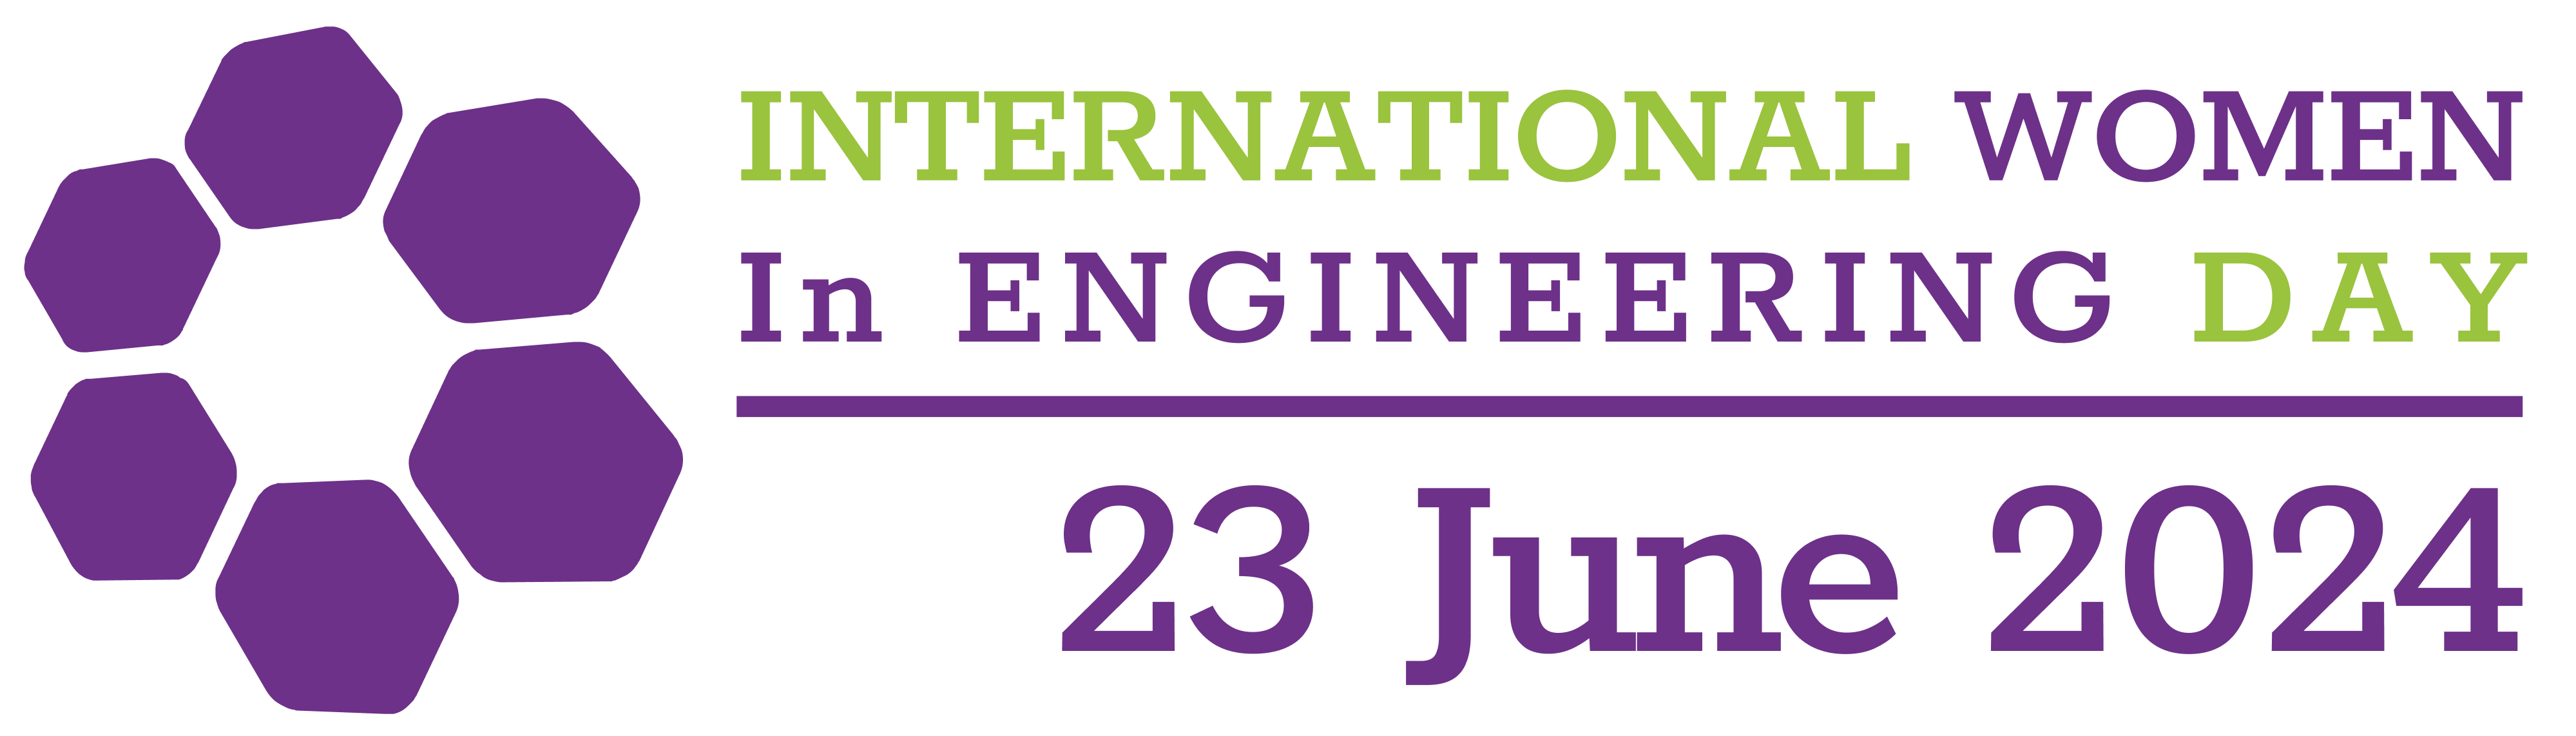 INTERNATIONAL WOMEN
In ENGINEERING DAY
23 June 2024